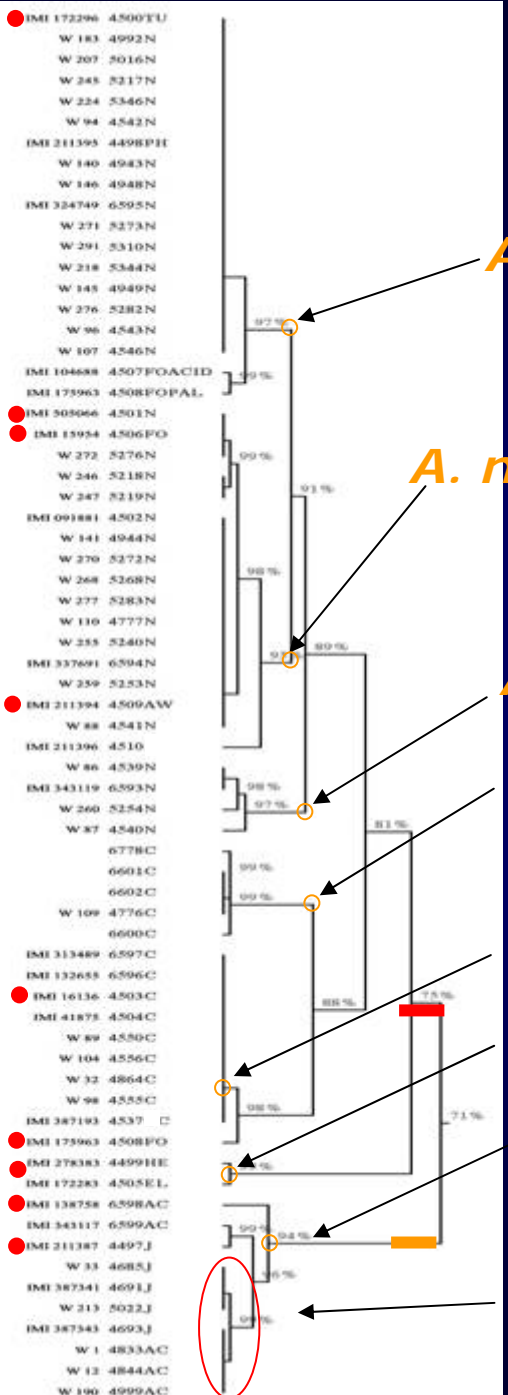 IMI 172296 4500TU
W 183 4992N
W 207 5016N
W 245 5217N
W 224 5346N
W 94 4542N
IMI 211395 4498PH
W 140 4943N
W 146 4948N
IMI 324749 6595N
W 271 5273N
W 291 5310N
W 218 5344N
W 145 4949N
W 276 5282N
W 96 4543N
W 107 4546N
IMI 104688 4507FOACID
IMI 175963 4508FOPAL
IMI 505066 4501N
IMI 15954 4506FO
W 272 5276N
W 246 5218N
W 247 5219N
IMI 091881 4502N
W 141 4944N
W 270 5272N
W 268 5268N
W 277 5283N
W 110 4777N
W 255 5240N
IMI 337691 6594N
W 259 5253N
IMI 211394 4509AW
W 88 4541N
IMI 211396 4510
W 86 4539N
IMI 343119 6593N
W 260 5254N
W 87 4540N
6778C
6601C
6602C
W 109 4776C
6600C
IMI 313489 6597C
IMI 132655 6596C
IMI 16136 4503C
IMI 41875 4504C
W 89 4550C
W 104 4556C
W 32 4864C
W 98 4555C
IMI 387193 4537 C
IMI 175963 4508FO
IMI 278383 4499HE
IMI 172283 4505EL
IMI 138758 6598AC
IMI 343117 6599AC
IMI 211387 4497J
W 33 4685J
IMI 387341 4691J
W 213 5022J
IMI 387343 4693J
W 1 4833AC
W 12 4844AC
W 190 4999AC
97%
99%
99%
91%
98%
89%
98%
97%
81%
99%
99%
88%
75%
98%
71%
99%
94%
96%
A
A. n